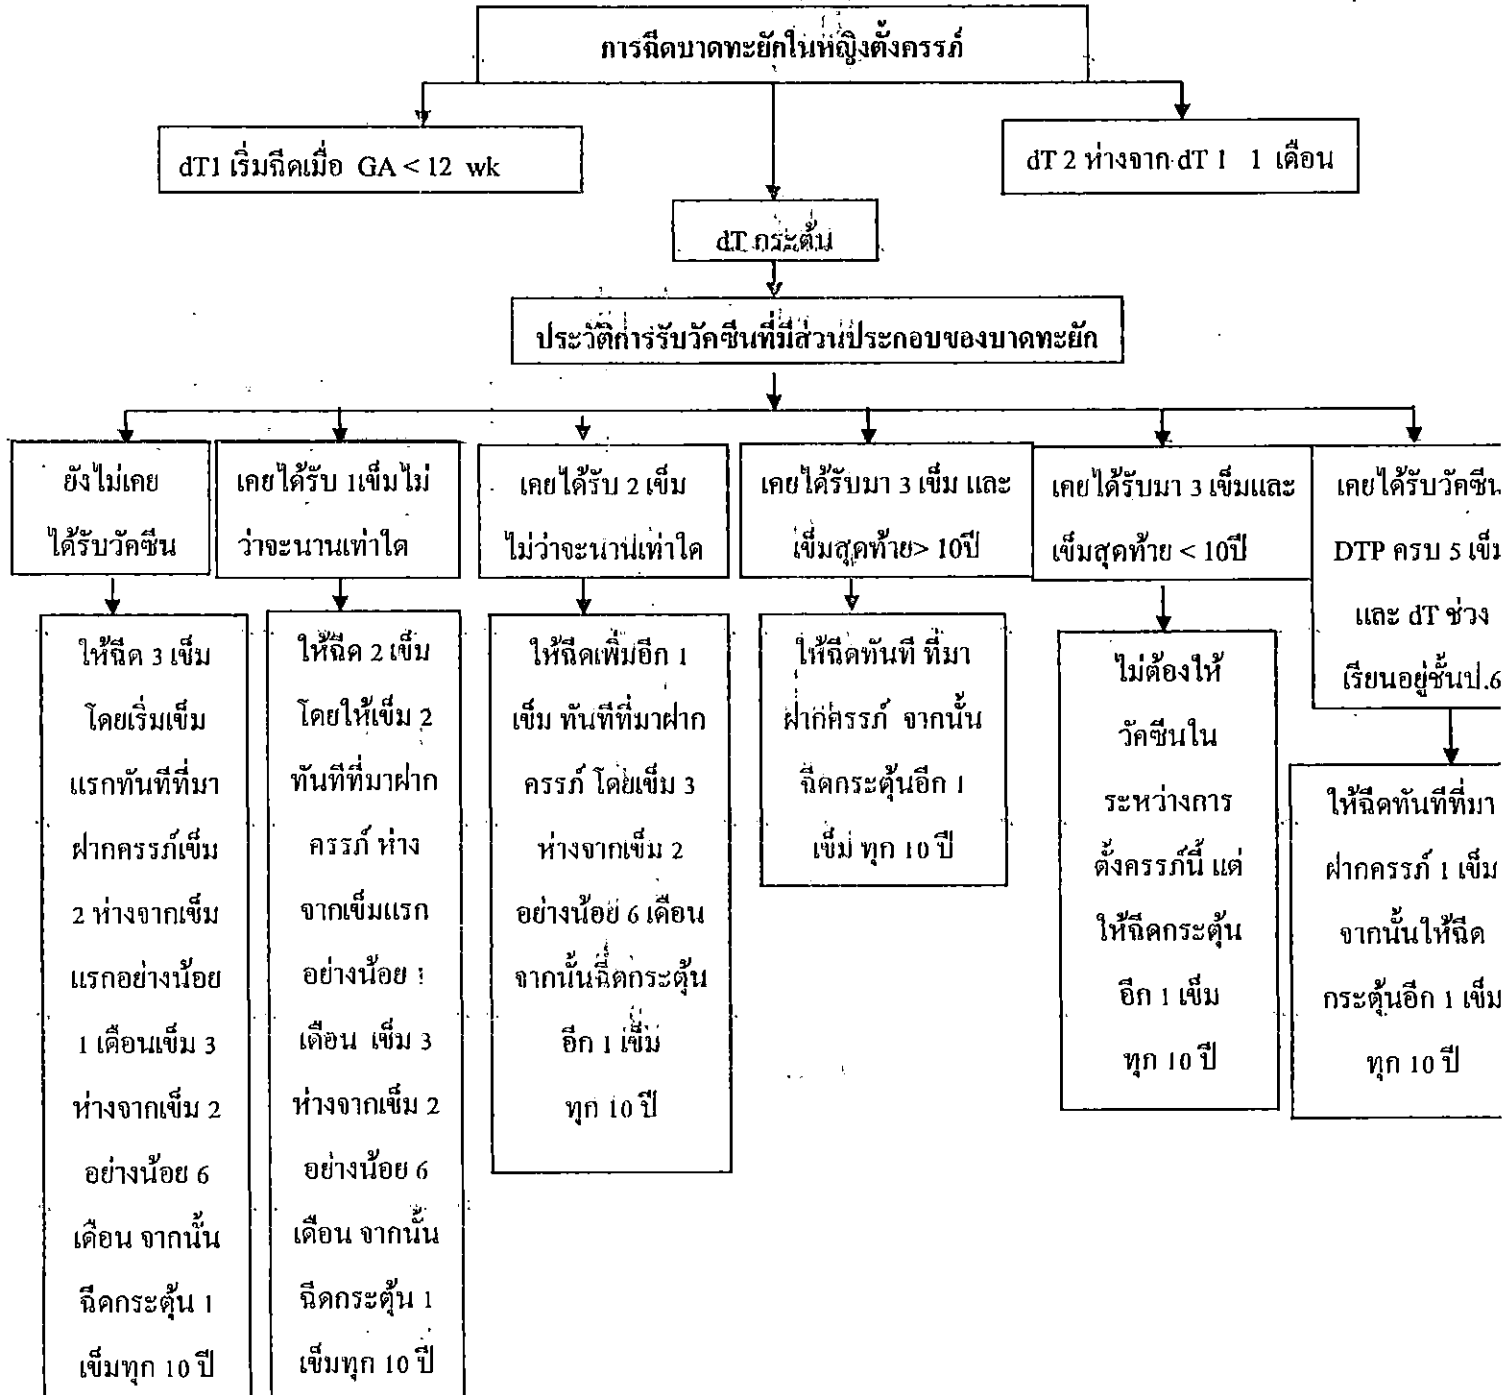 การฉีดบาดทะยักในหญิงตั้งครรภ์
dT1 เริ่มฉีดเมื่อ GA < 12 wk
dT 2 ห่างจาก dT 1 1 เดือน
dT กระตุ้น
ประวัติการรับวัคซีนที่มีส่วนประกอบของบาดทะยัก
ยังไม่เคย
ได้รับวัคซีน
เคยได้รับ 1เข็มไม่
ว่าจะนานเท่าใด
เคยได้รับ 2 เข็ม
ไม่ว่าจะนานเท่าใด
เคยได้รับมา 3 เข็ม และ
เข็มสุดท้าย> 10ปี
เคยได้รับมา 3 เข็มและ
เข็มสุดท้าย < 10ปี
เคยได้รับวัคซีน
DTP ครบ 5 เข็ม
และ dT ช่วง
เรียนอยู่ชั้นป.6
ให้ฉีด 3 เข็ม
โดยเริ่มเข็ม
แรกทันทีที่มา
ฝากครรภ์เข็ม
2 ห่างจากเข็ม
แรกอย่างน้อย
1 เดือนเข็ม 3
ห่างจากเข็ม 2
อย่างน้อย 6
เดือน จากนั้น
ฉีดกระตุ้น 1
เข็มทุก 10 ปี
ให้ฉีด 2 เข็ม
โดยให้เข็ม 2
ทันทีที่มาฝาก
ครรภ์ ห่าง
จากเข็มแรก
อย่างน้อย 1
เดือน เข็ม 3
ห่างจากเข็ม 2
อย่างน้อย 6
เดือน จากนั้น
ฉีดกระตุ้น 1
เข็มทุก 10 ปี
ให้ฉีดเพิ่มอีก 1
เข็ม ทันทีที่มาฝาก
ครรภ์ โดยเข็ม 3
ห่างจากเข็ม 2
อย่างน้อย 6 เดือน
จากนั้นฉีดกระตุ้น
อีก 1 เข็ม
ทุก 10 ปี
ให้ฉีดทันที ที่มา
ฝากครรภ์ จากนั้น
ฉีดกระตุ้นอีก 1
เข็ม ทุก 10 ปี
ไม่ต้องให้
วัคซีนใน
ระหว่างการ
ตั้งครรภ์นี้ แต่
ให้ฉีดกระตุ้น
อีก 1 เข็ม
ทุก 10 ปี
ให้ฉีดทันทีที่มา
ฝากครรภ์ 1 เข็ม
จากนั้นให้ฉีด
กระตุ้นอีก 1 เข็ม
ทุก 10 ปี